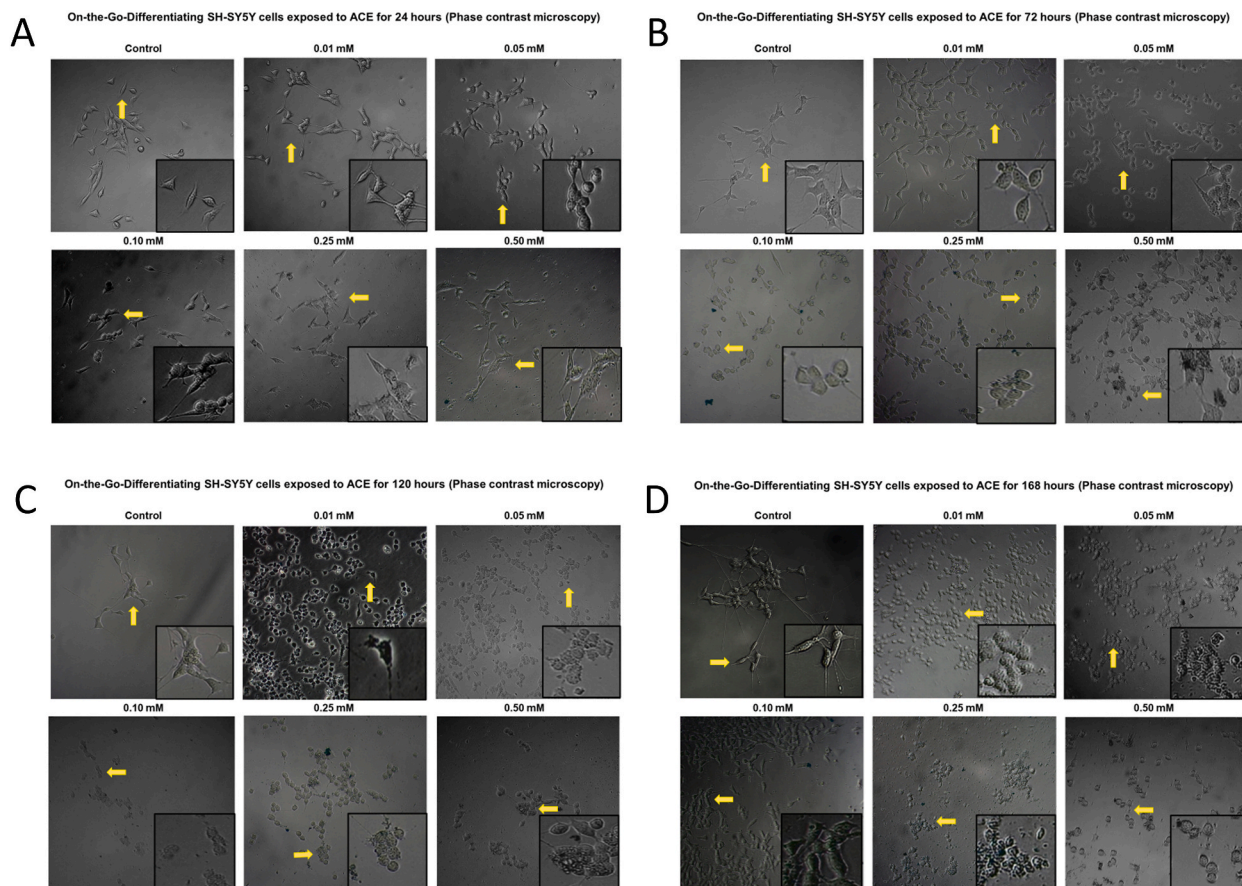 A
On-the-Go-Differentiating SH-SY5Y cells exposed to ACE for 24 hours (Phase contrast microscopy)
Control 0.01 mM 0.05 mM
0.10 mM 0.25 mM 0.50 mM
B
On-the-Go-Differentiating SH-SY5Y cells exposed to ACE for 72 hours (Phase contrast microscopy)
Control 0.01 mM 0.05 mM
0.10 mM 0.25 mM 0.50 mM
C
On-the-Go-Differentiating SH-SY5Y cells exposed to ACE for 120 hours (Phase contrast microscopy)
Control 0.01 mM 0.05 mM
0.10 mM 0.25 mM 0.50 mM
D
On-the-Go-Differentiating SH-SY5Y cells exposed to ACE for 168 hours (Phase contrast microscopy)
Control 0.01 mM 0.05 mM
0.10 mM 0.25 mM 0.50 mM